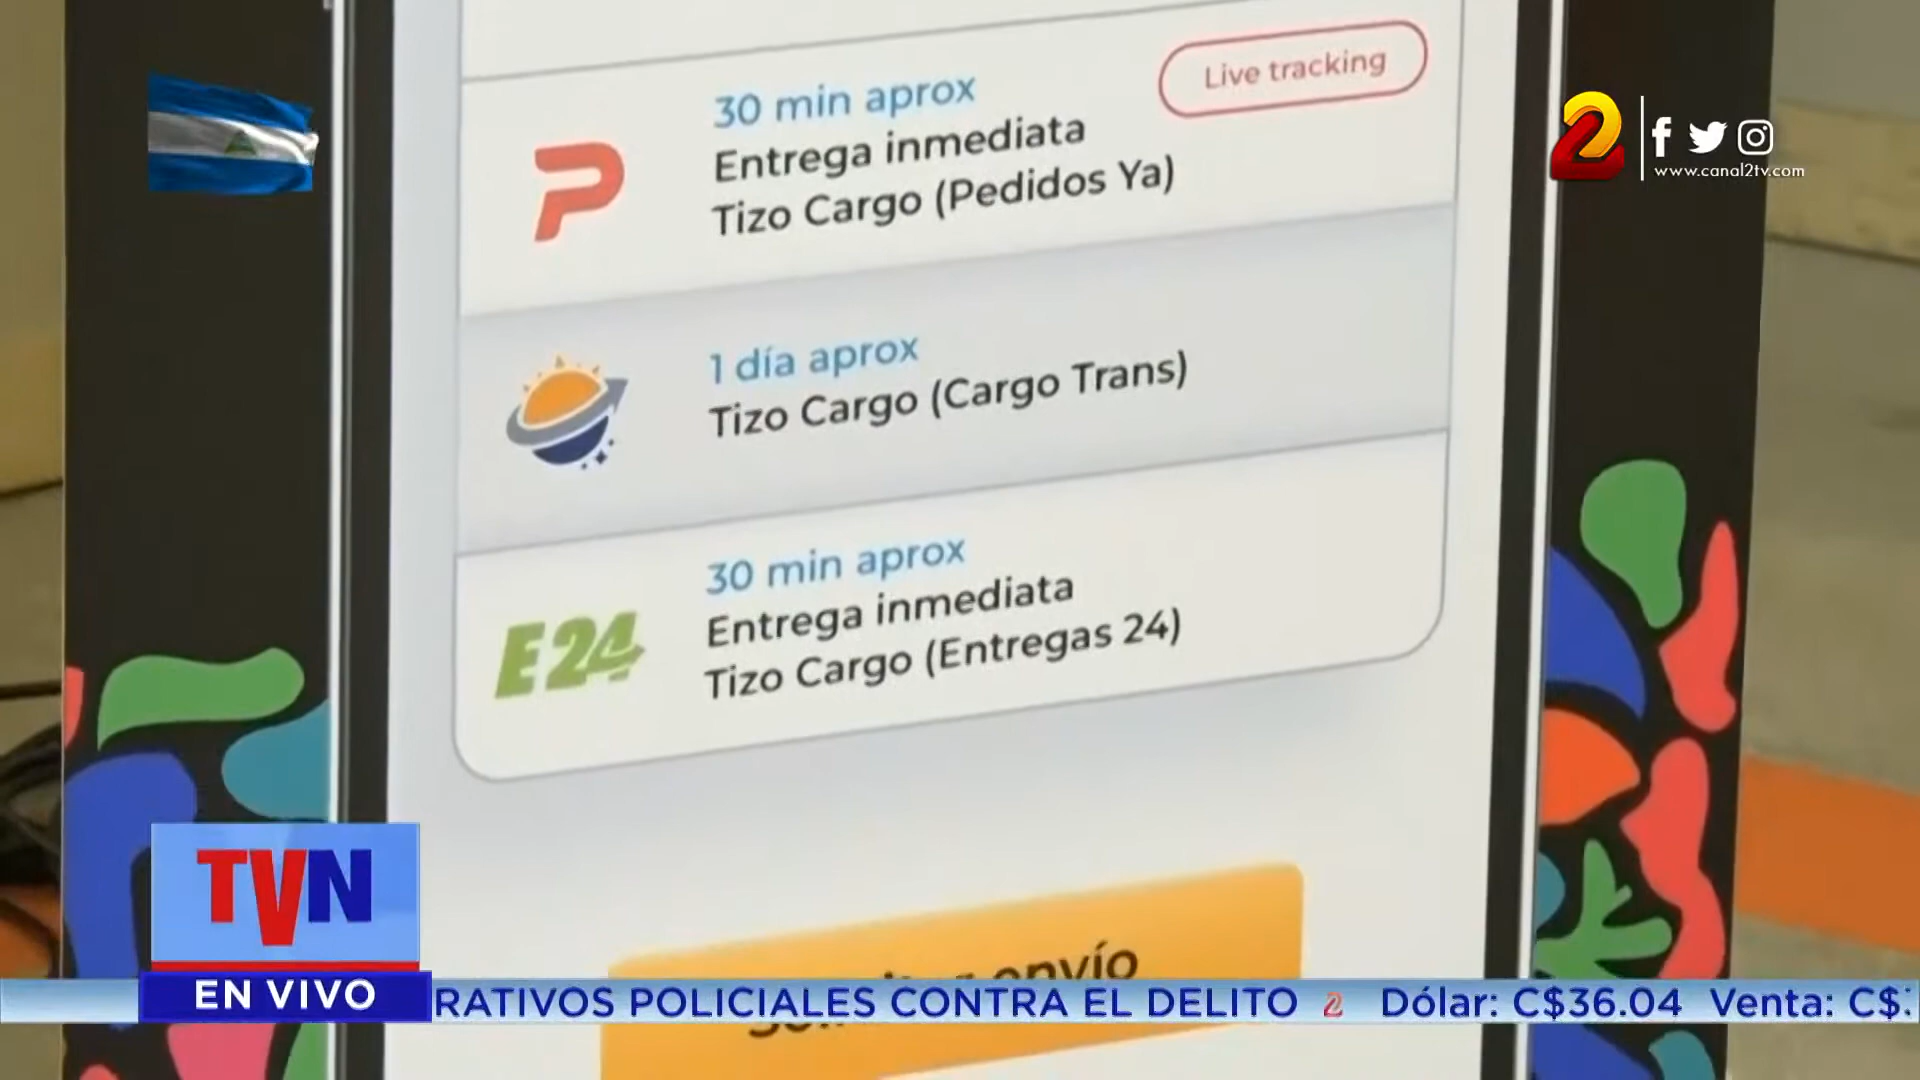 Live tracking
30 min aprox
Entrega inmediata
Tizo Cargo (Pedidos Ya)
1 día aprox
Tizo Cargo (Cargo Trans)
30 min aprox
Entrega inmediata
Tizo Cargo (Entregas 24)
E24
envío
2
www.canal2tv.com
TVN
EN VIVO
RATIVOS POLICIALES CONTRA EL DELITO 2 Dólar: C$36.04 Venta: C$